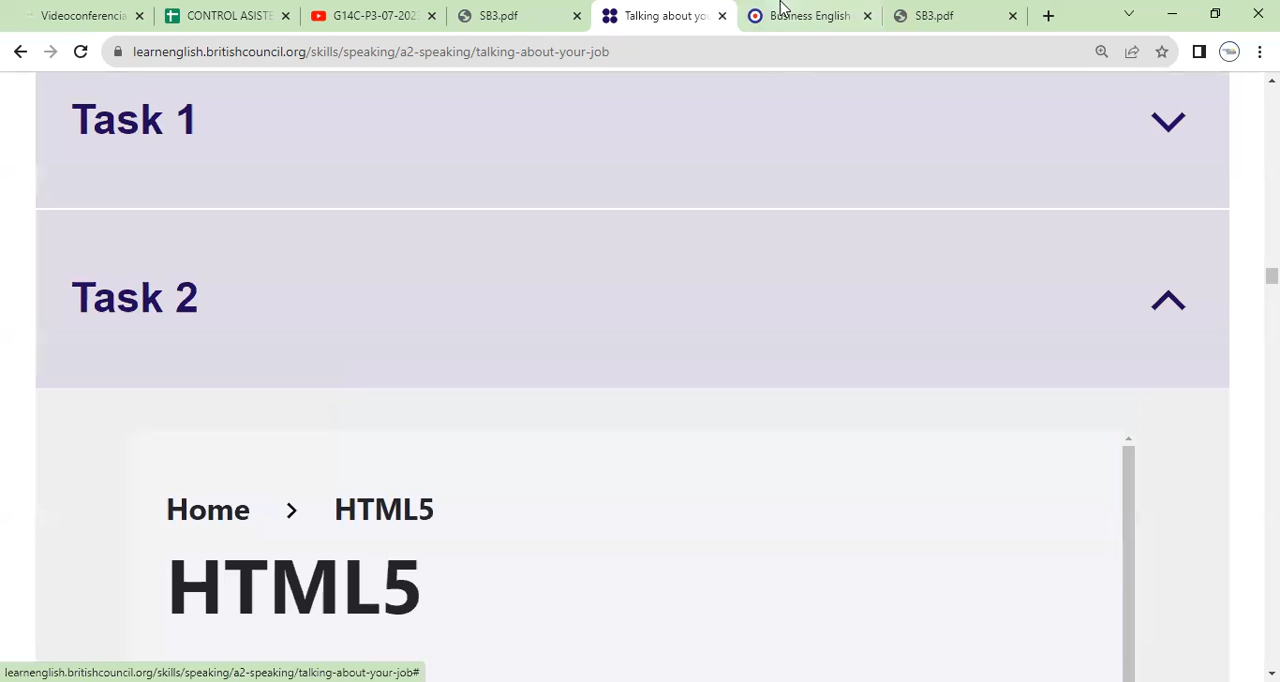 Videoconferencia
CONTROL ASISTE
G14C-P3-07-202
SB3.pdf
Talking about you
Business English
SB3.pdf
learnenglish.britishcouncil.org/skills/speaking/a2-speaking/talking-about-your-job
Task 1
Task 2
Home > HTML5
HTML5
learnenglish.britishcouncil.org/skills/speaking/a2-speaking/talking-about-your-job#